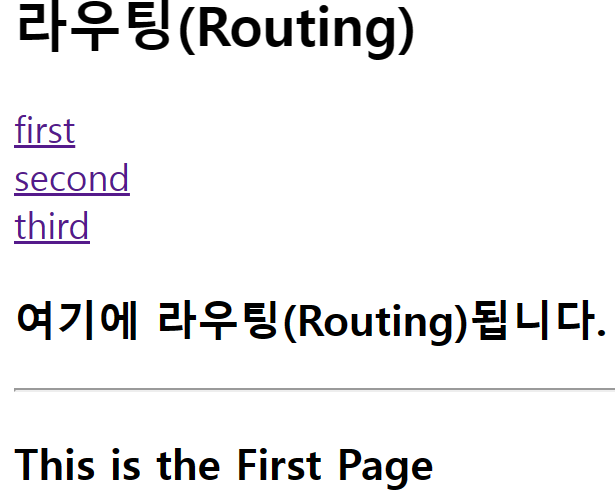 라우팅(Routing)
first
second
third
여기에 라우팅(Routing)됩니다.
This is the First Page